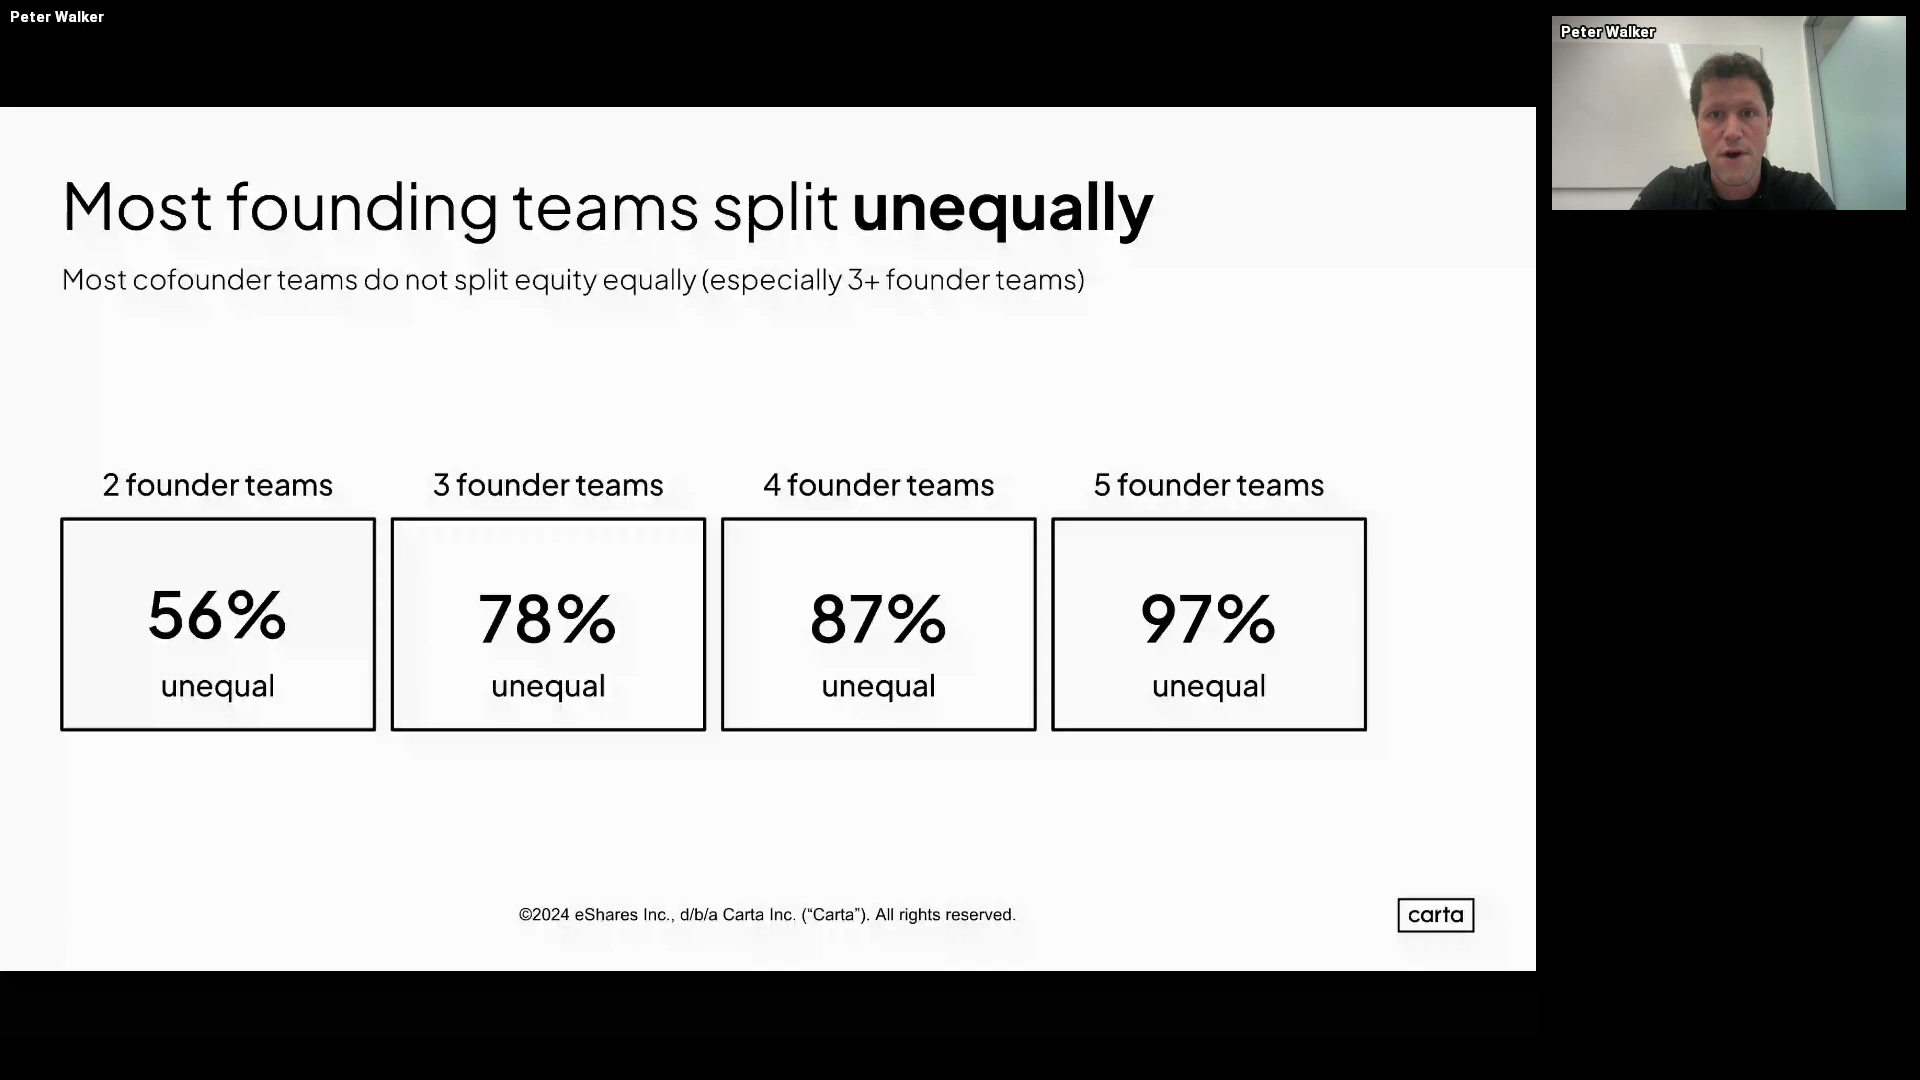 Peter Walker
Peter Walker
Most founding teams split unequally
Most cofounder teams do not split equity equally (especially 3+ founder teams)
2 founder teams
56%
unequal
3 founder teams
78%
unequal
4 founder teams
87%
unequal
5 founder teams
97%
unequal
©2024 eShares Inc., d/b/a Carta Inc. (“Carta”). All rights reserved.
carta